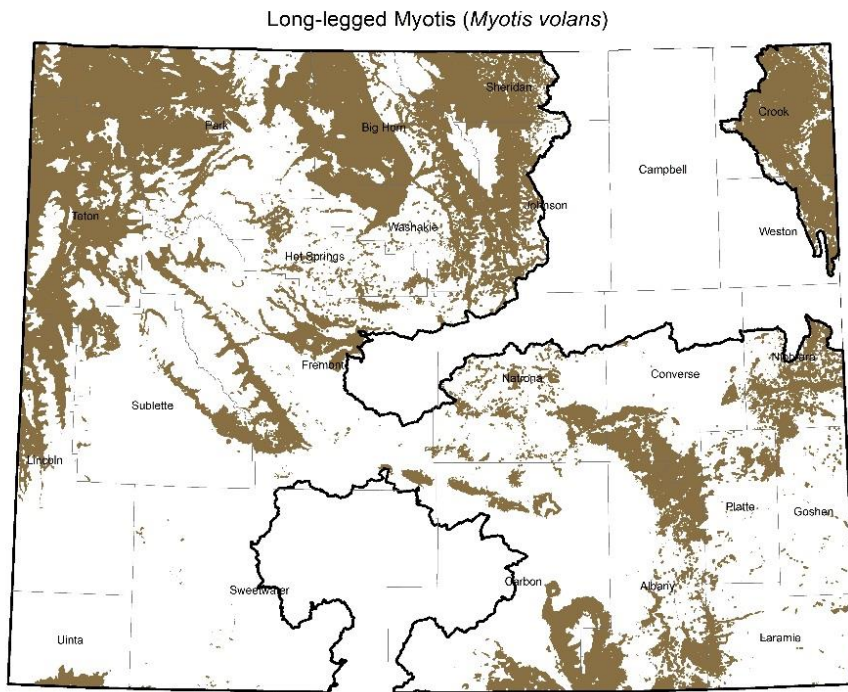 Long-legged Myotis (Myotis volans)
Sheridan
Crook
Park
Big Horn
Campbell
Johnson
Teton
Washakie
Weston
Hot Springs
Fremont
Natrona
Converse
Niobrara
Sublette
Lincoln
Platte
Goshen
Sweetwater
Carbon
Albany
Uinta
Laramia